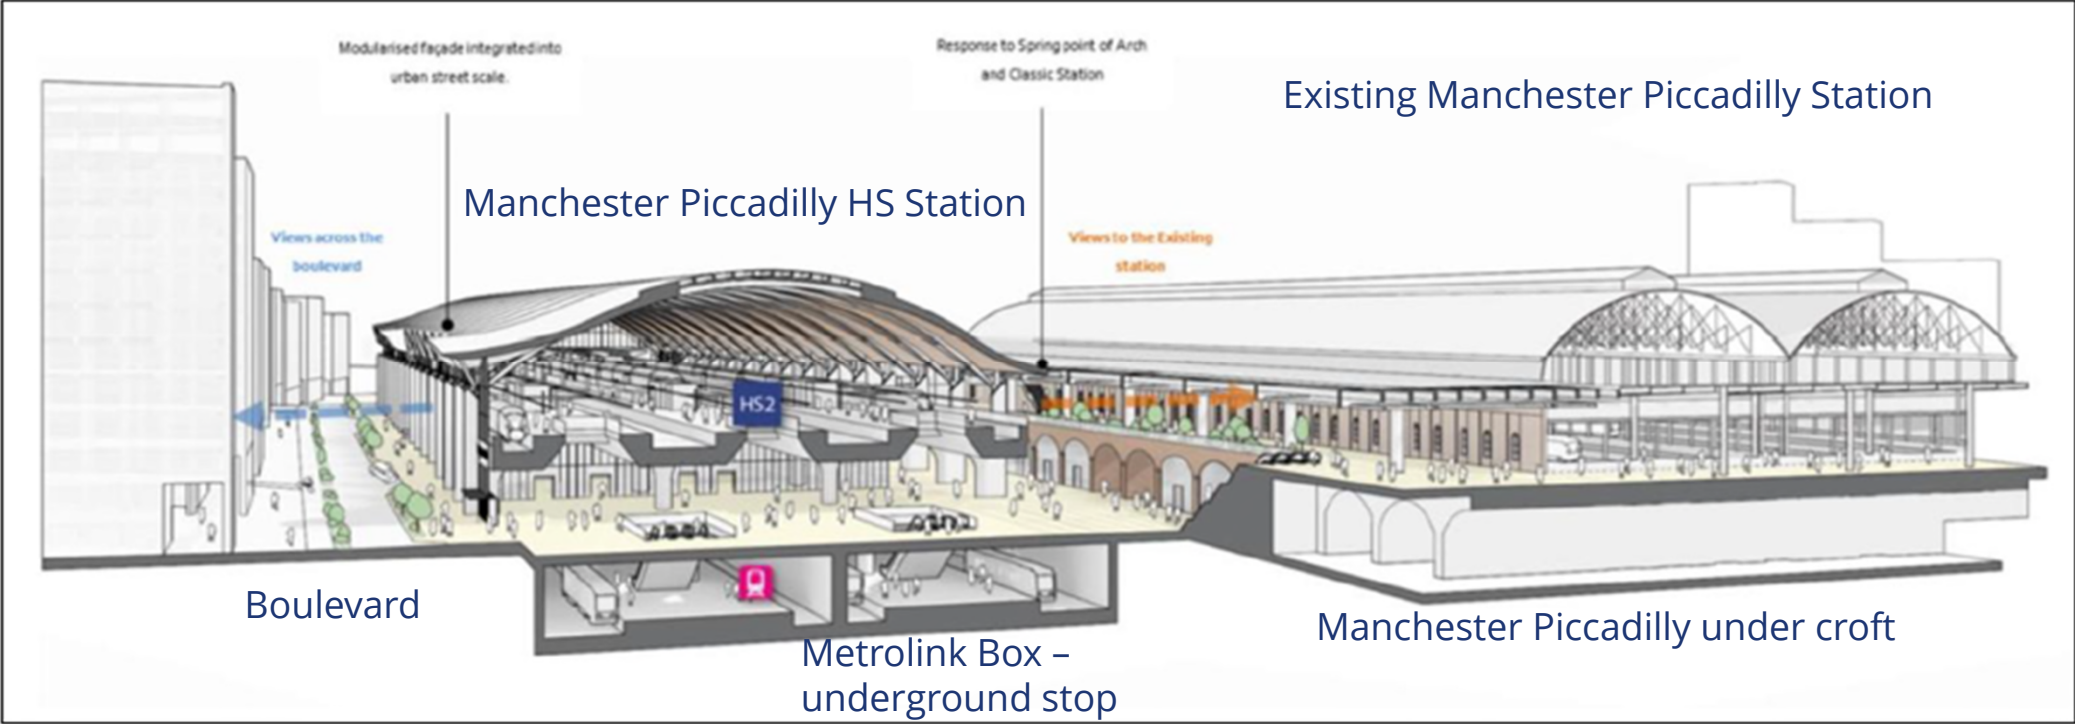 Modularised façade integrated into
urban street scale.
Response to Spring point of Arch
and Classic Station
Existing Manchester Piccadilly Station
Manchester Piccadilly HS Station
Views across the
boulevard
Views to the Existing
station
HS2
Boulevard
Manchester Piccadilly under croft
Metrolink Box –
underground stop